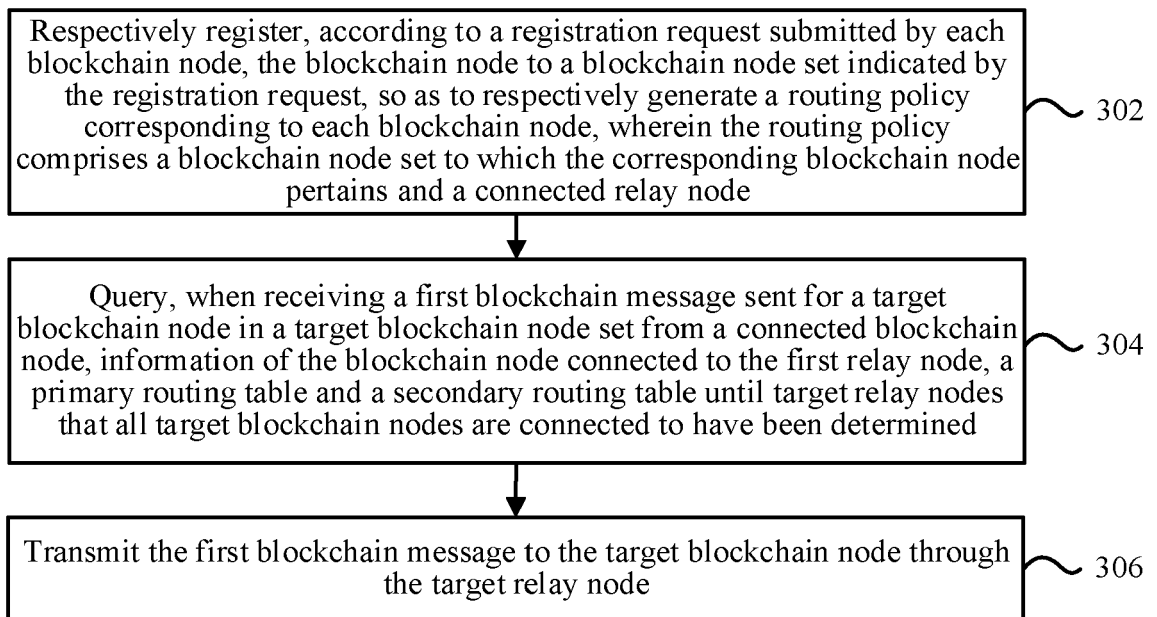 Respectively register, according to a registration request submitted by each
blockchain node, the blockchain node to a blockchain node set indicated by
the registration request, so as to respectively generate a routing policy
corresponding to each blockchain node, wherein the routing policy
comprises a blockchain node set to which the corresponding blockchain node
pertains and a connected relay node
302
Query, when receiving a first blockchain message sent for a target
blockchain node in a target blockchain node set from a connected blockchain
node, information of the blockchain node connected to the first relay node, a
primary routing table and a secondary routing table until target relay nodes
that all target blockchain nodes are connected to have been determined
304
Transmit the first blockchain message to the target blockchain node through
the target relay node
306